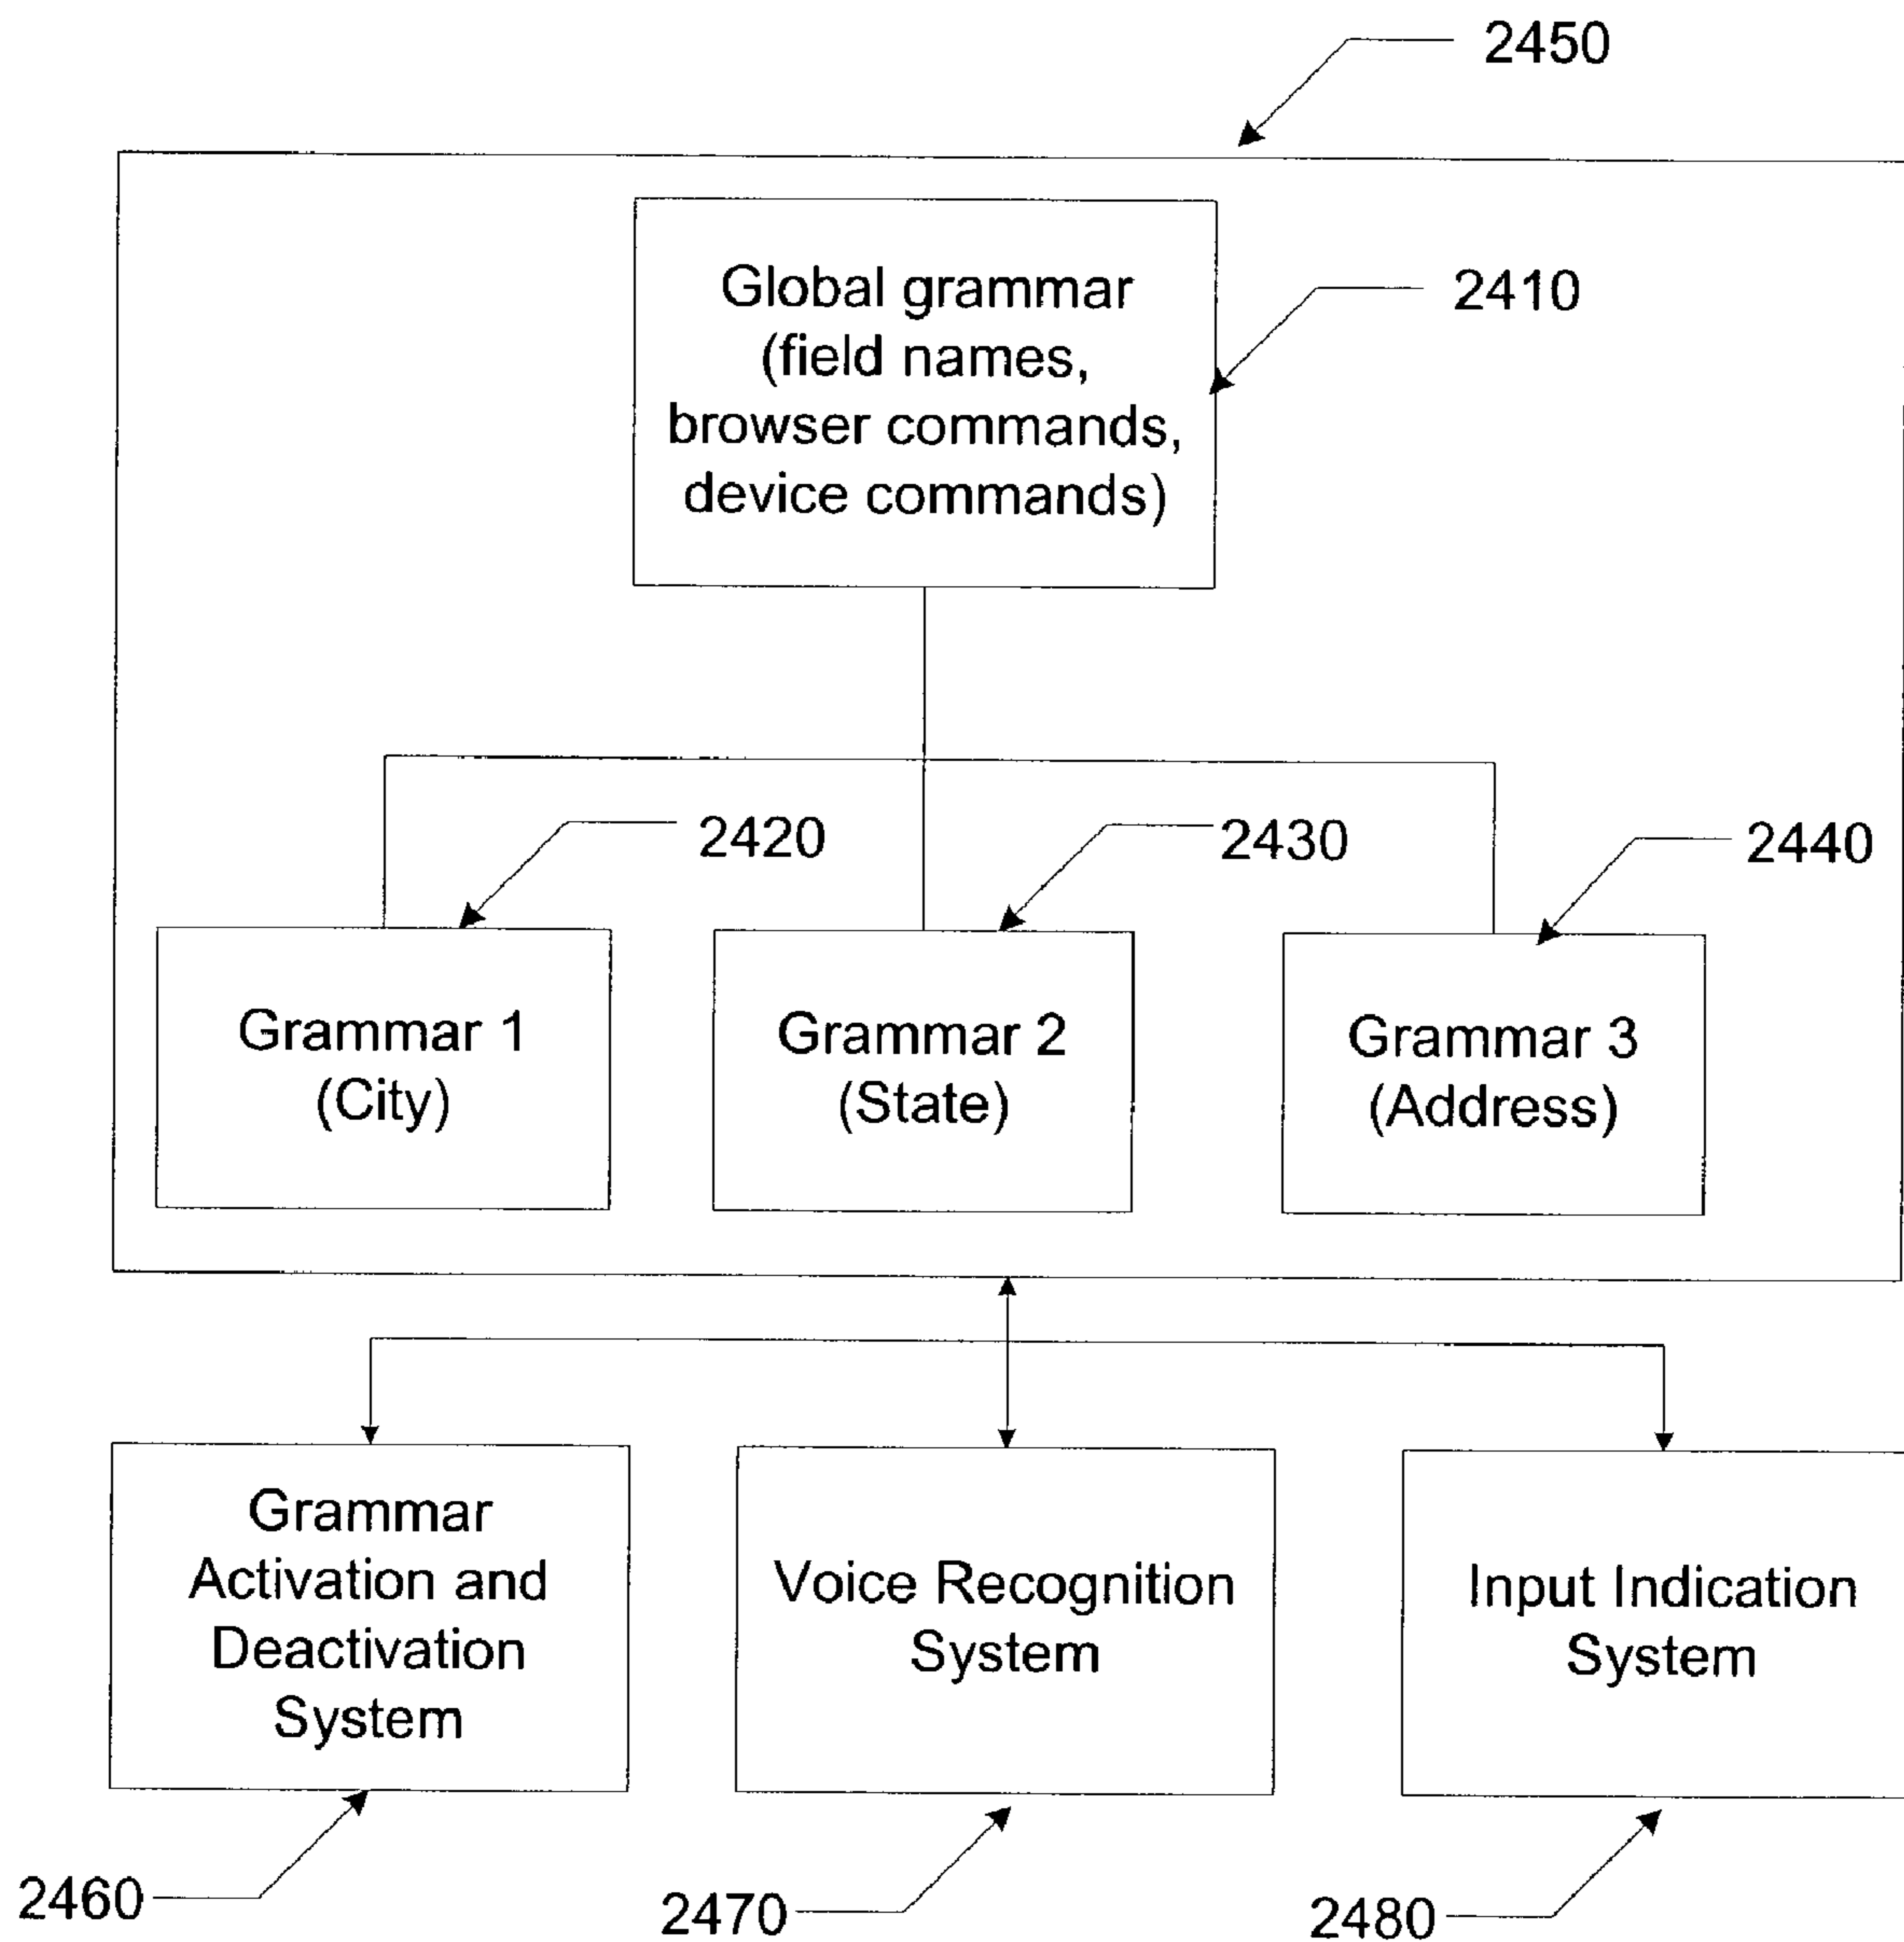 2450
Global grammar
(field names,
browser commands,
device commands)
2410
2420
2430
2440
Grammar 1
(City)
Grammar 2
(State)
Grammar 3
(Address)
Grammar
Activation and
Deactivation
System
Voice Recognition
System
Input Indication
System
2460
2470
2480